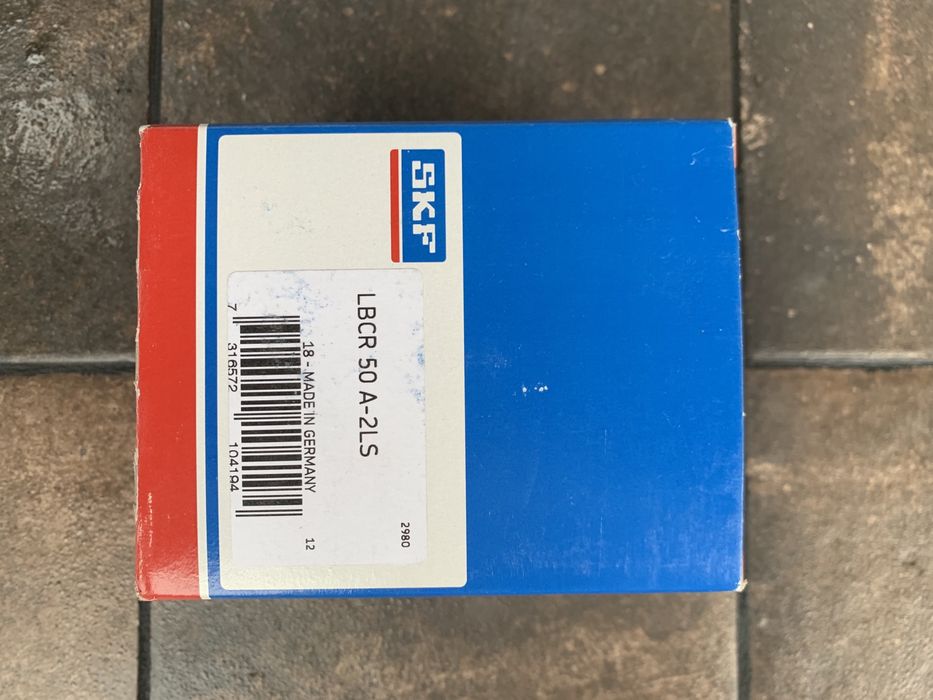 SKF
LBCR 50 A-2LS
18 - MADE IN GERMANY
12
7 316572 104194
2980